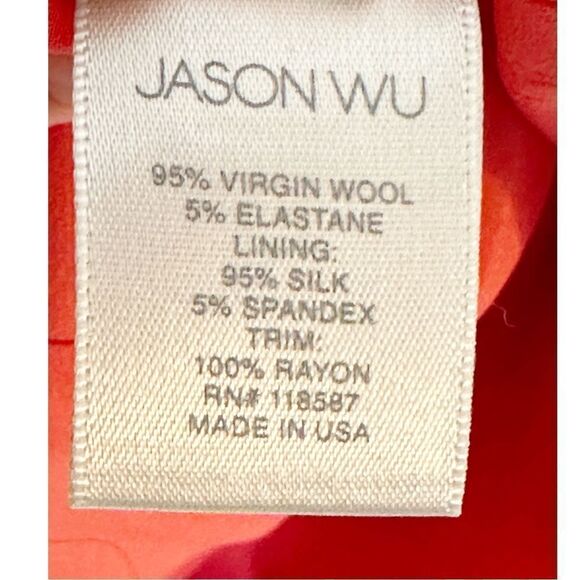 JASON WU
95% VIRGIN WOOL
5% ELASTANE
LINING:
95% SILK
5% SPANDEX
TRIM:
100% RAYON
RN# 118587
MADE IN USA